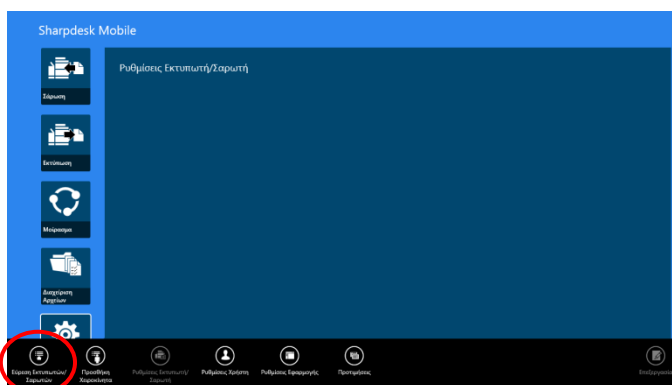 Sharpdesk Mobile
Ρυθμίσεις Εκτυπωτή/Σαρωτή
Σάρωση
Εκτύπωση
Μοίρασμα
Διαχείριση
Αρχείων
Εύρεση Εκτυπωτών/
Σαρωτών
Προσθήκη
Χειροκίνητα
Ρυθμίσεις Εκτυπωτή/
Σαρωτή
Ρυθμίσεις Χρήστη
Ρυθμίσεις Εφαρμογής
Προτιμήσεις
Επεξεργασία